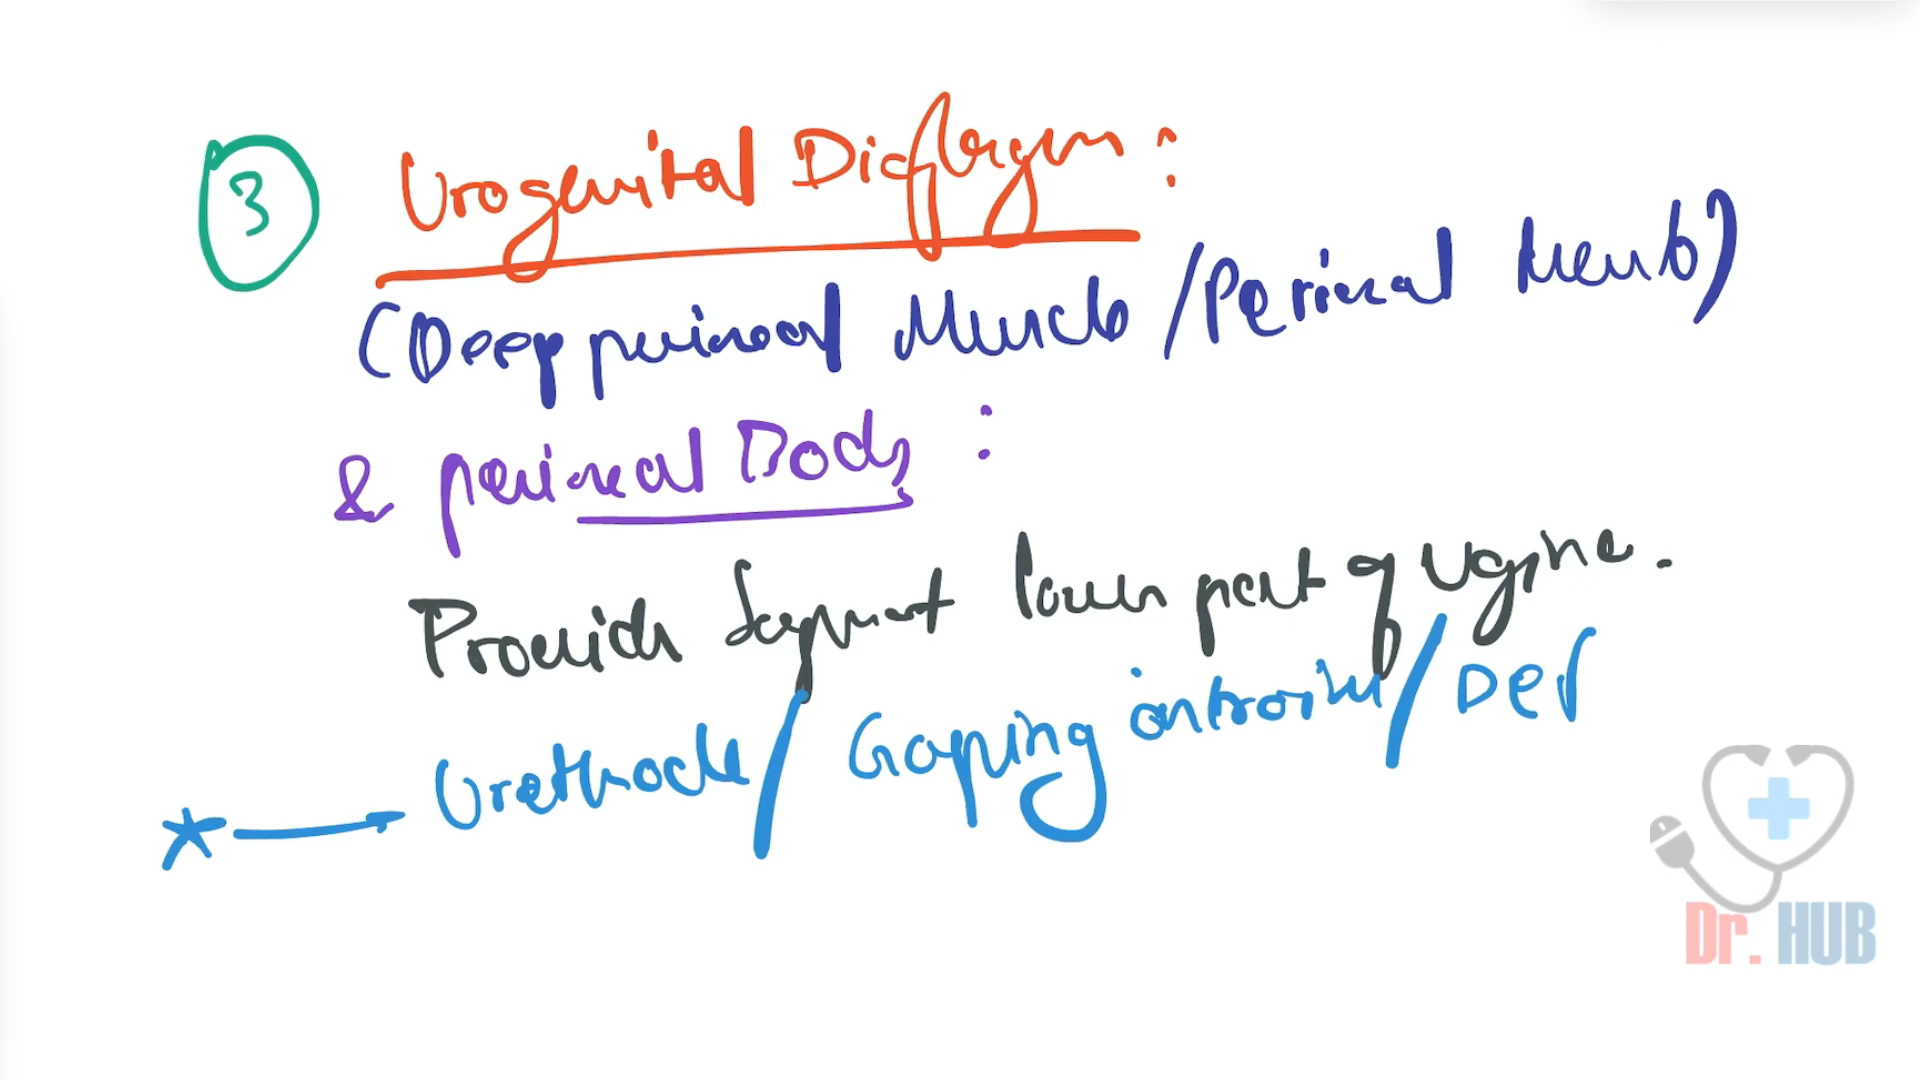 3 Urogenital Diaphragm :
(Deep perineal Muscle / Perineal Memb)
& perineal Body :
Provide support lower part of vagina.
* → Urethocele / Gaping introitus / Def
Dr. HUB